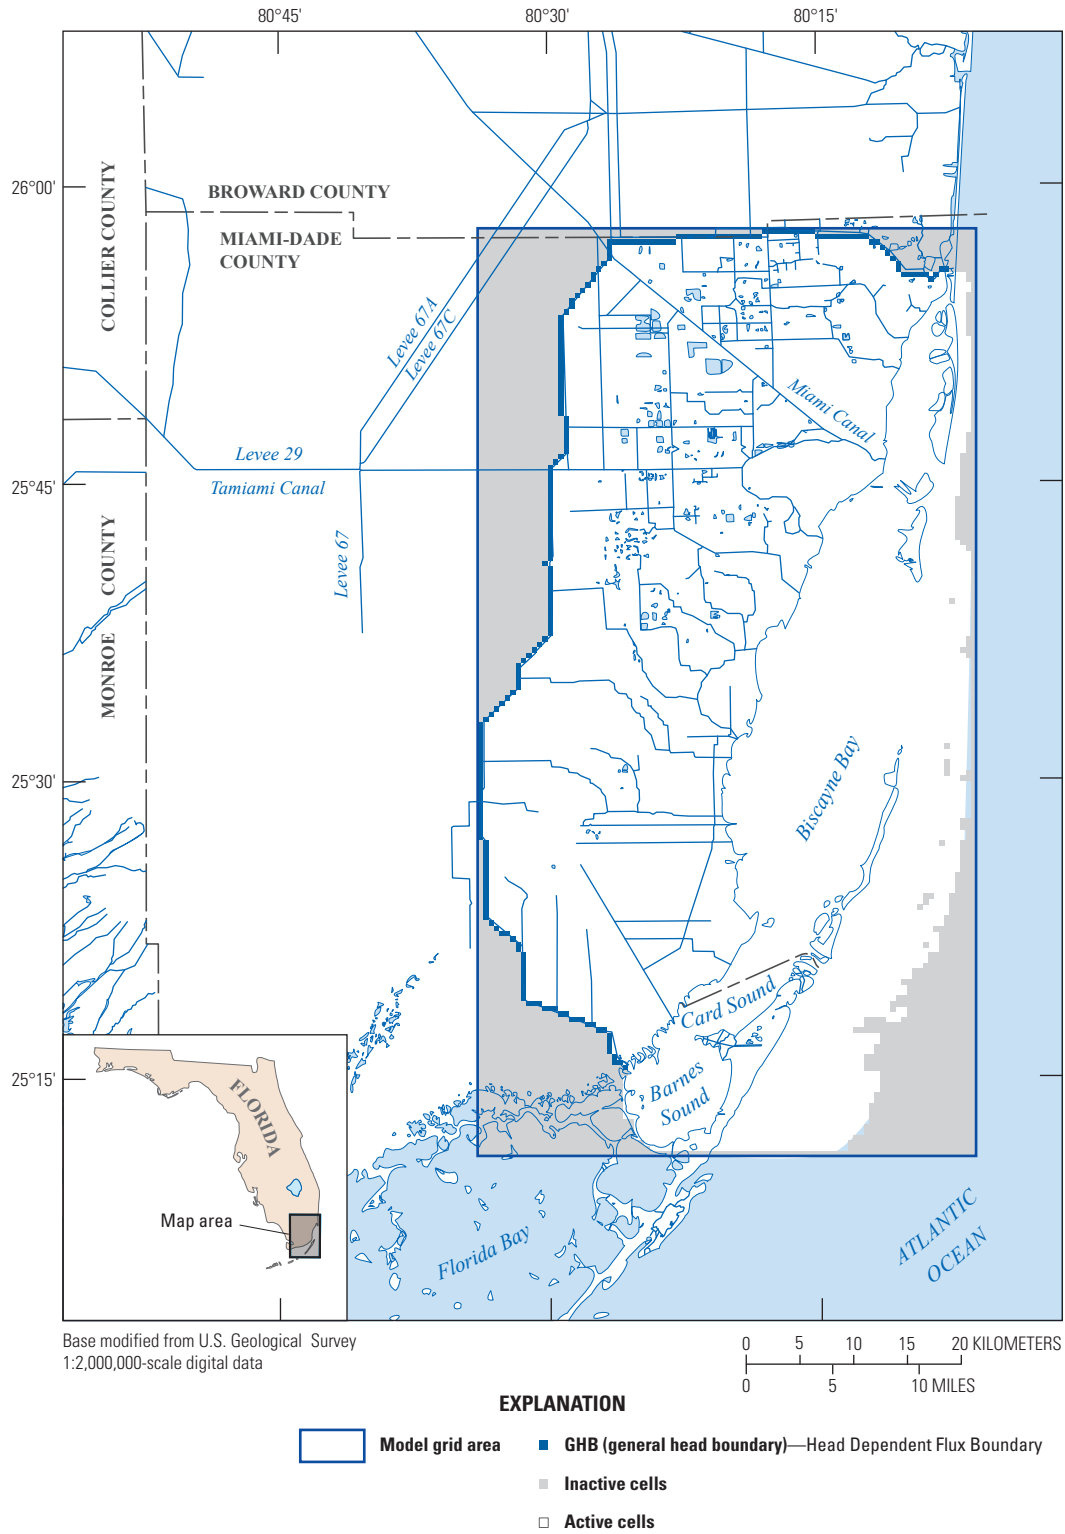 80°45'
80°30'
80°15'
26°00'
25°45'
25°30'
25°15'
COLLIER COUNTY
BROWARD COUNTY
MIAMI-DADE
COUNTY
Levee 67A
Levee 67C
Miami Canal
Levee 29
Tamiami Canal
Levee 67
MONROE COUNTY
Biscayne Bay
Card Sound
Barnes
Sound
FLORIDA
Map area
Florida Bay
ATLANTIC
OCEAN
Base modified from U.S. Geological Survey
1:2,000,000-scale digital data
0 5 10 15 20 KILOMETERS
0 5 10 MILES
EXPLANATION
Model grid area
GHB (general head boundary)—Head Dependent Flux Boundary
Inactive cells
Active cells